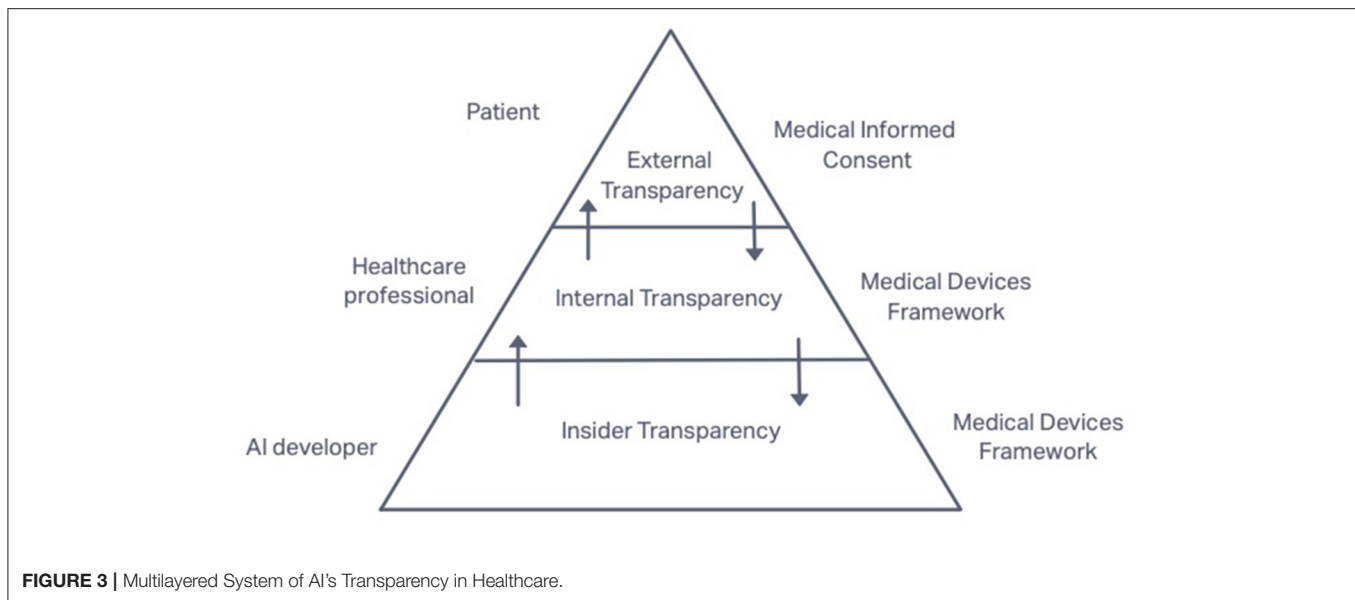 Patient
Medical Informed
Consent
External
Transparency
Healthcare
professional
Internal Transparency
Medical Devices
Framework
AI developer
Insider Transparency
Medical Devices
Framework
FIGURE 3 | Multilayered System of AI's Transparency in Healthcare.